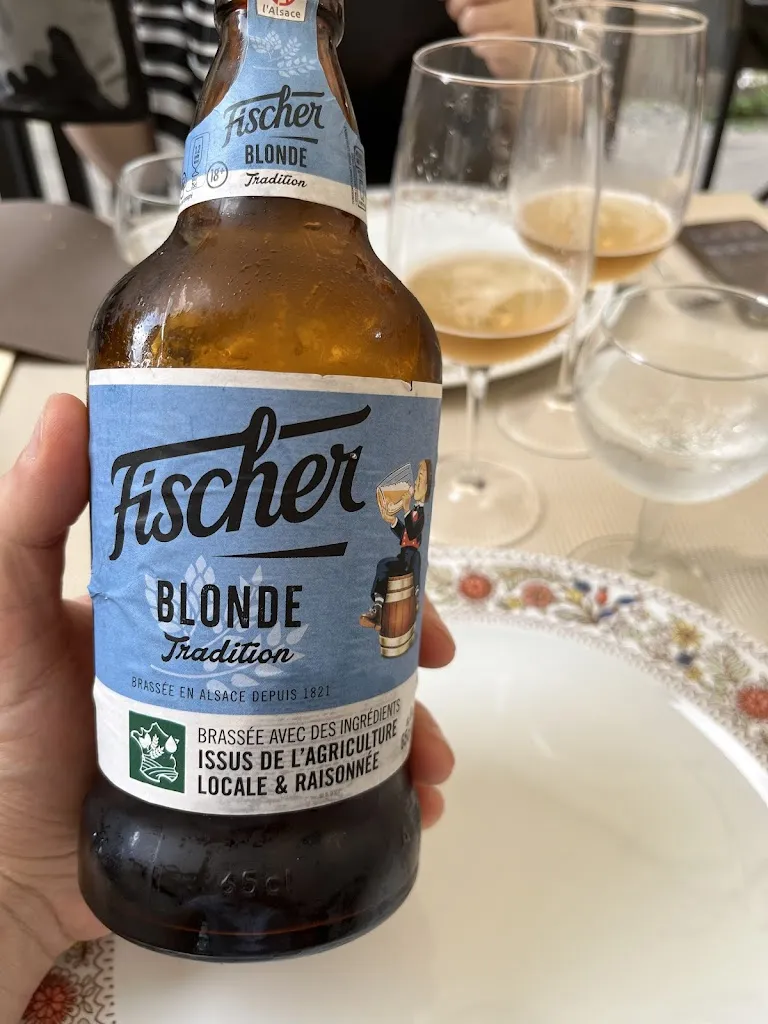 l'Alsace
Fischer
BLONDE
Tradition
18+
Fischer
BLONDE
Tradition
BRASSÉE EN ALSACE DEPUIS 1821
BRASSÉE AVEC DES INGRÉDIENTS
ISSUS DE L'AGRICULTURE
LOCALE & RAISONNÉE
65cl